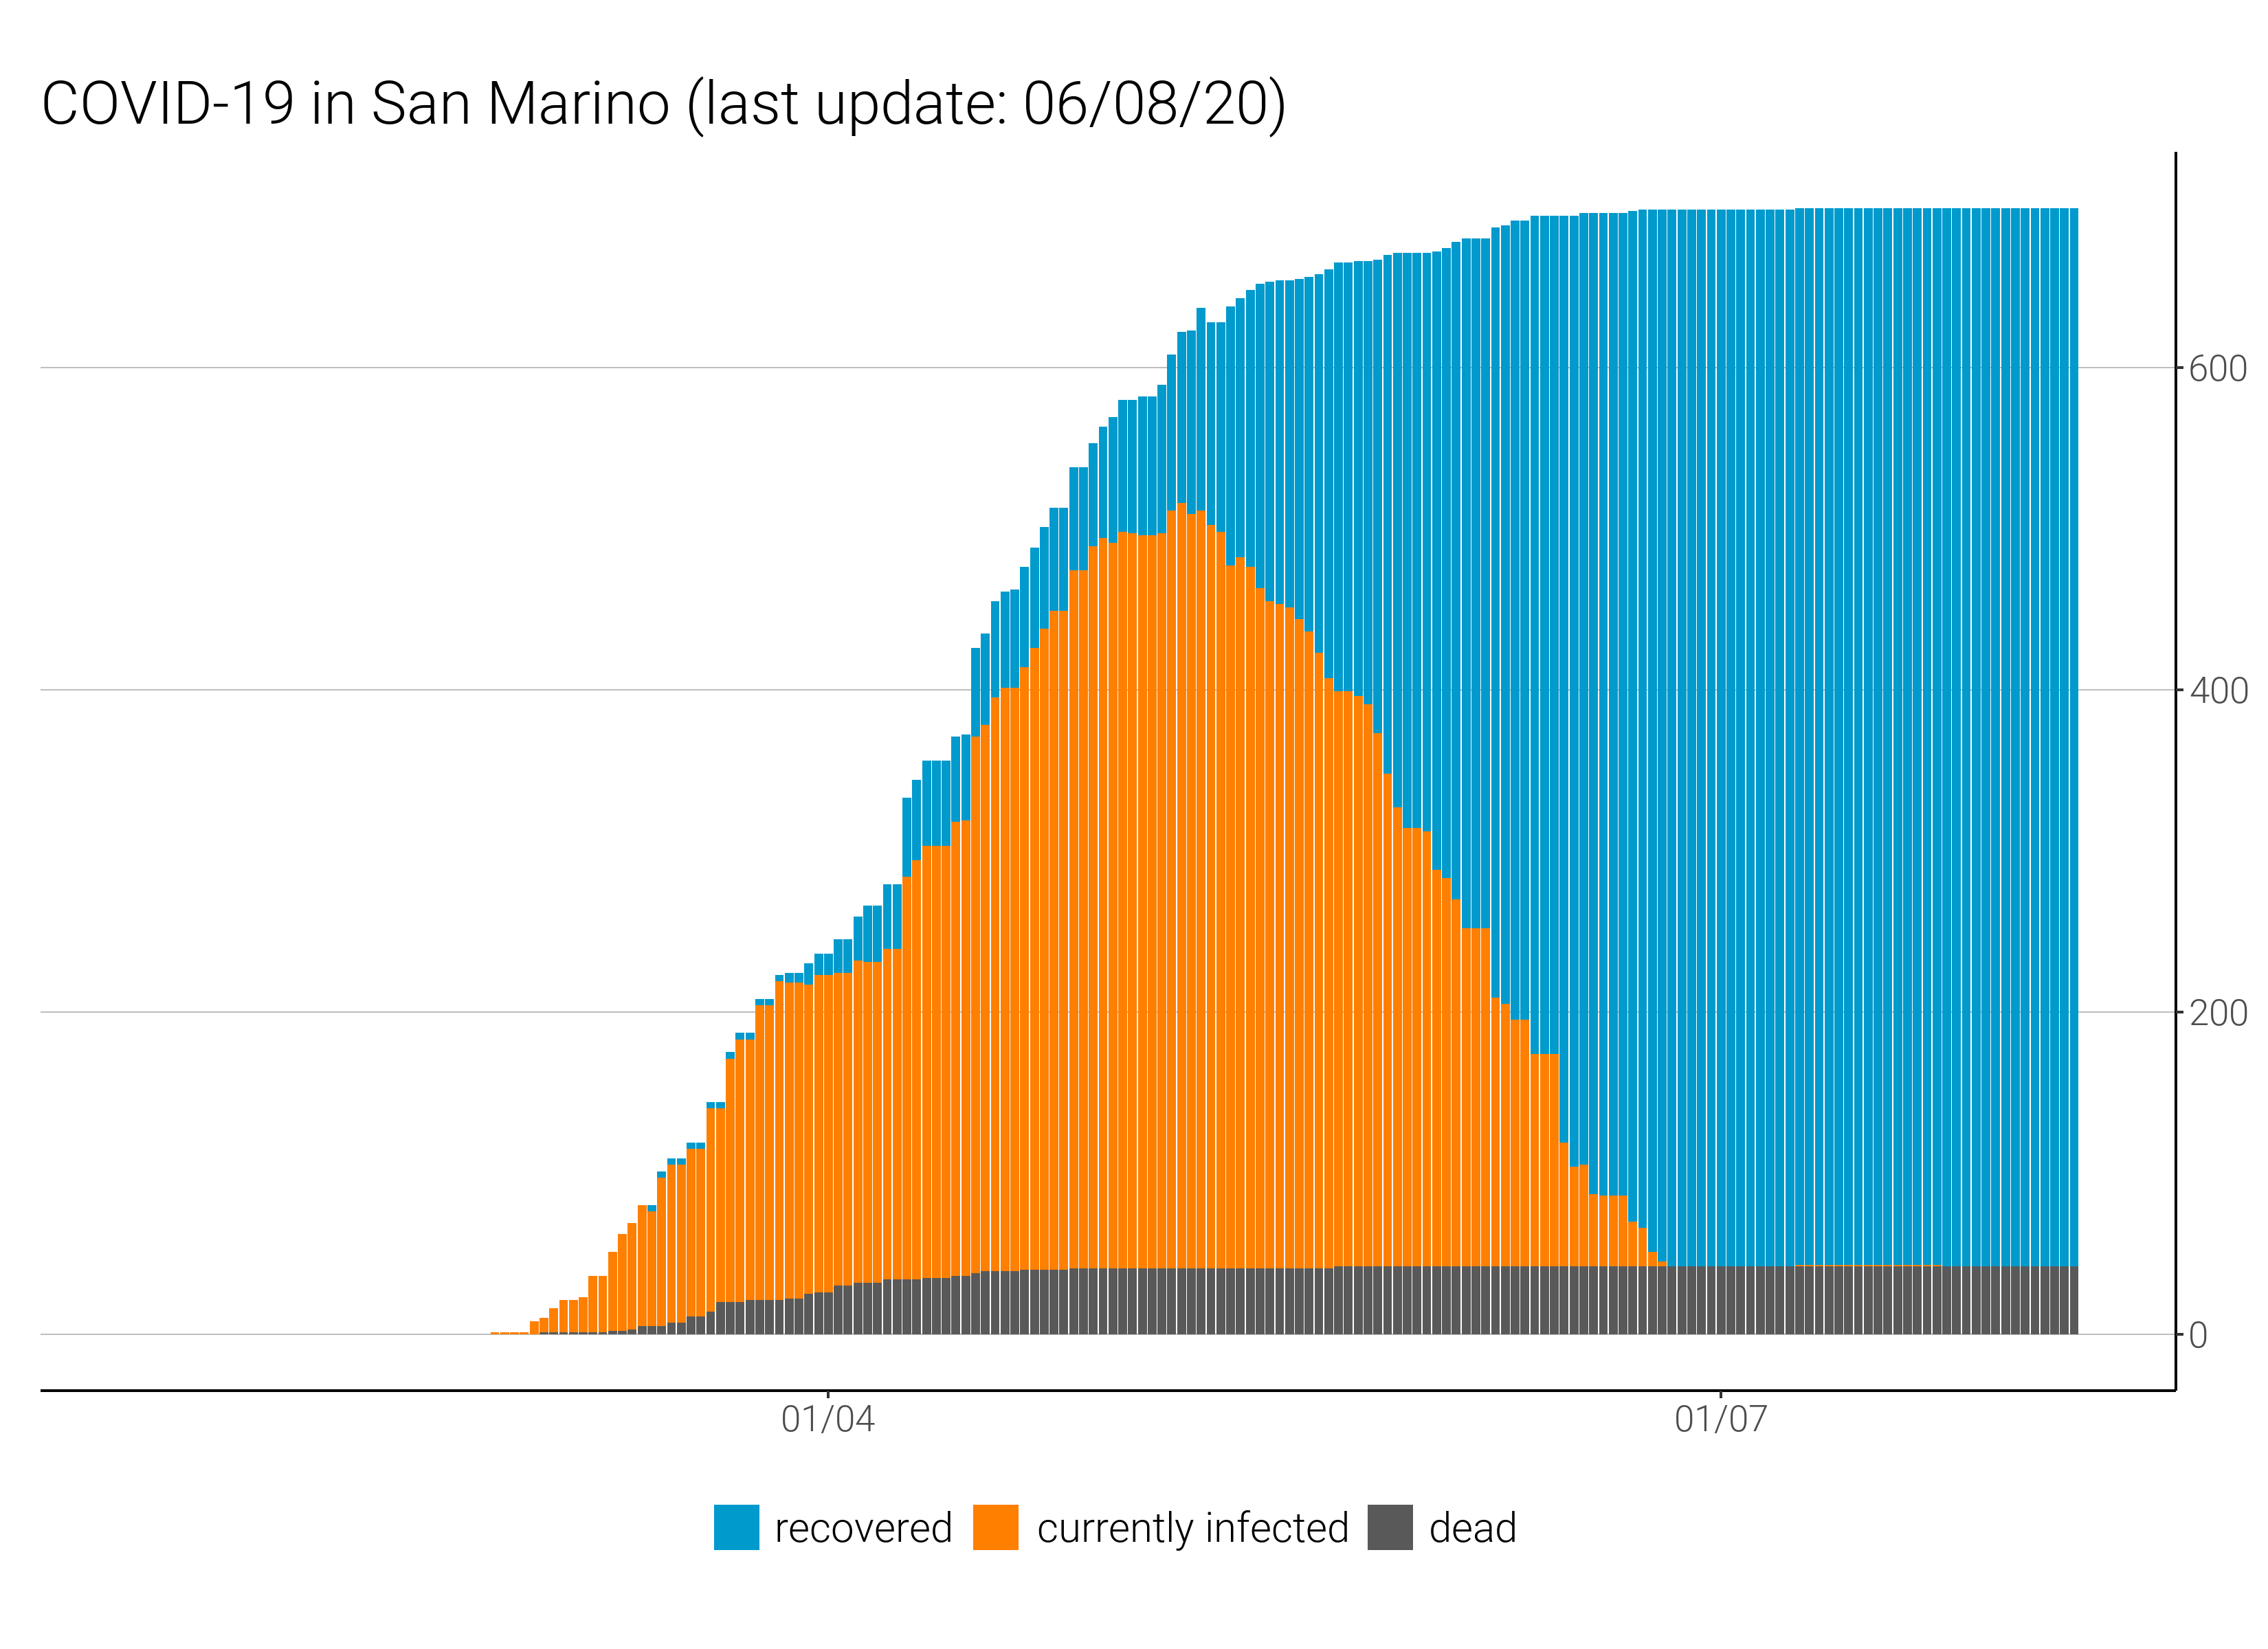 COVID-19 in San Marino (last update: 06/08/20)
600
400
200
0
01/04 01/07
recovered currently infected dead